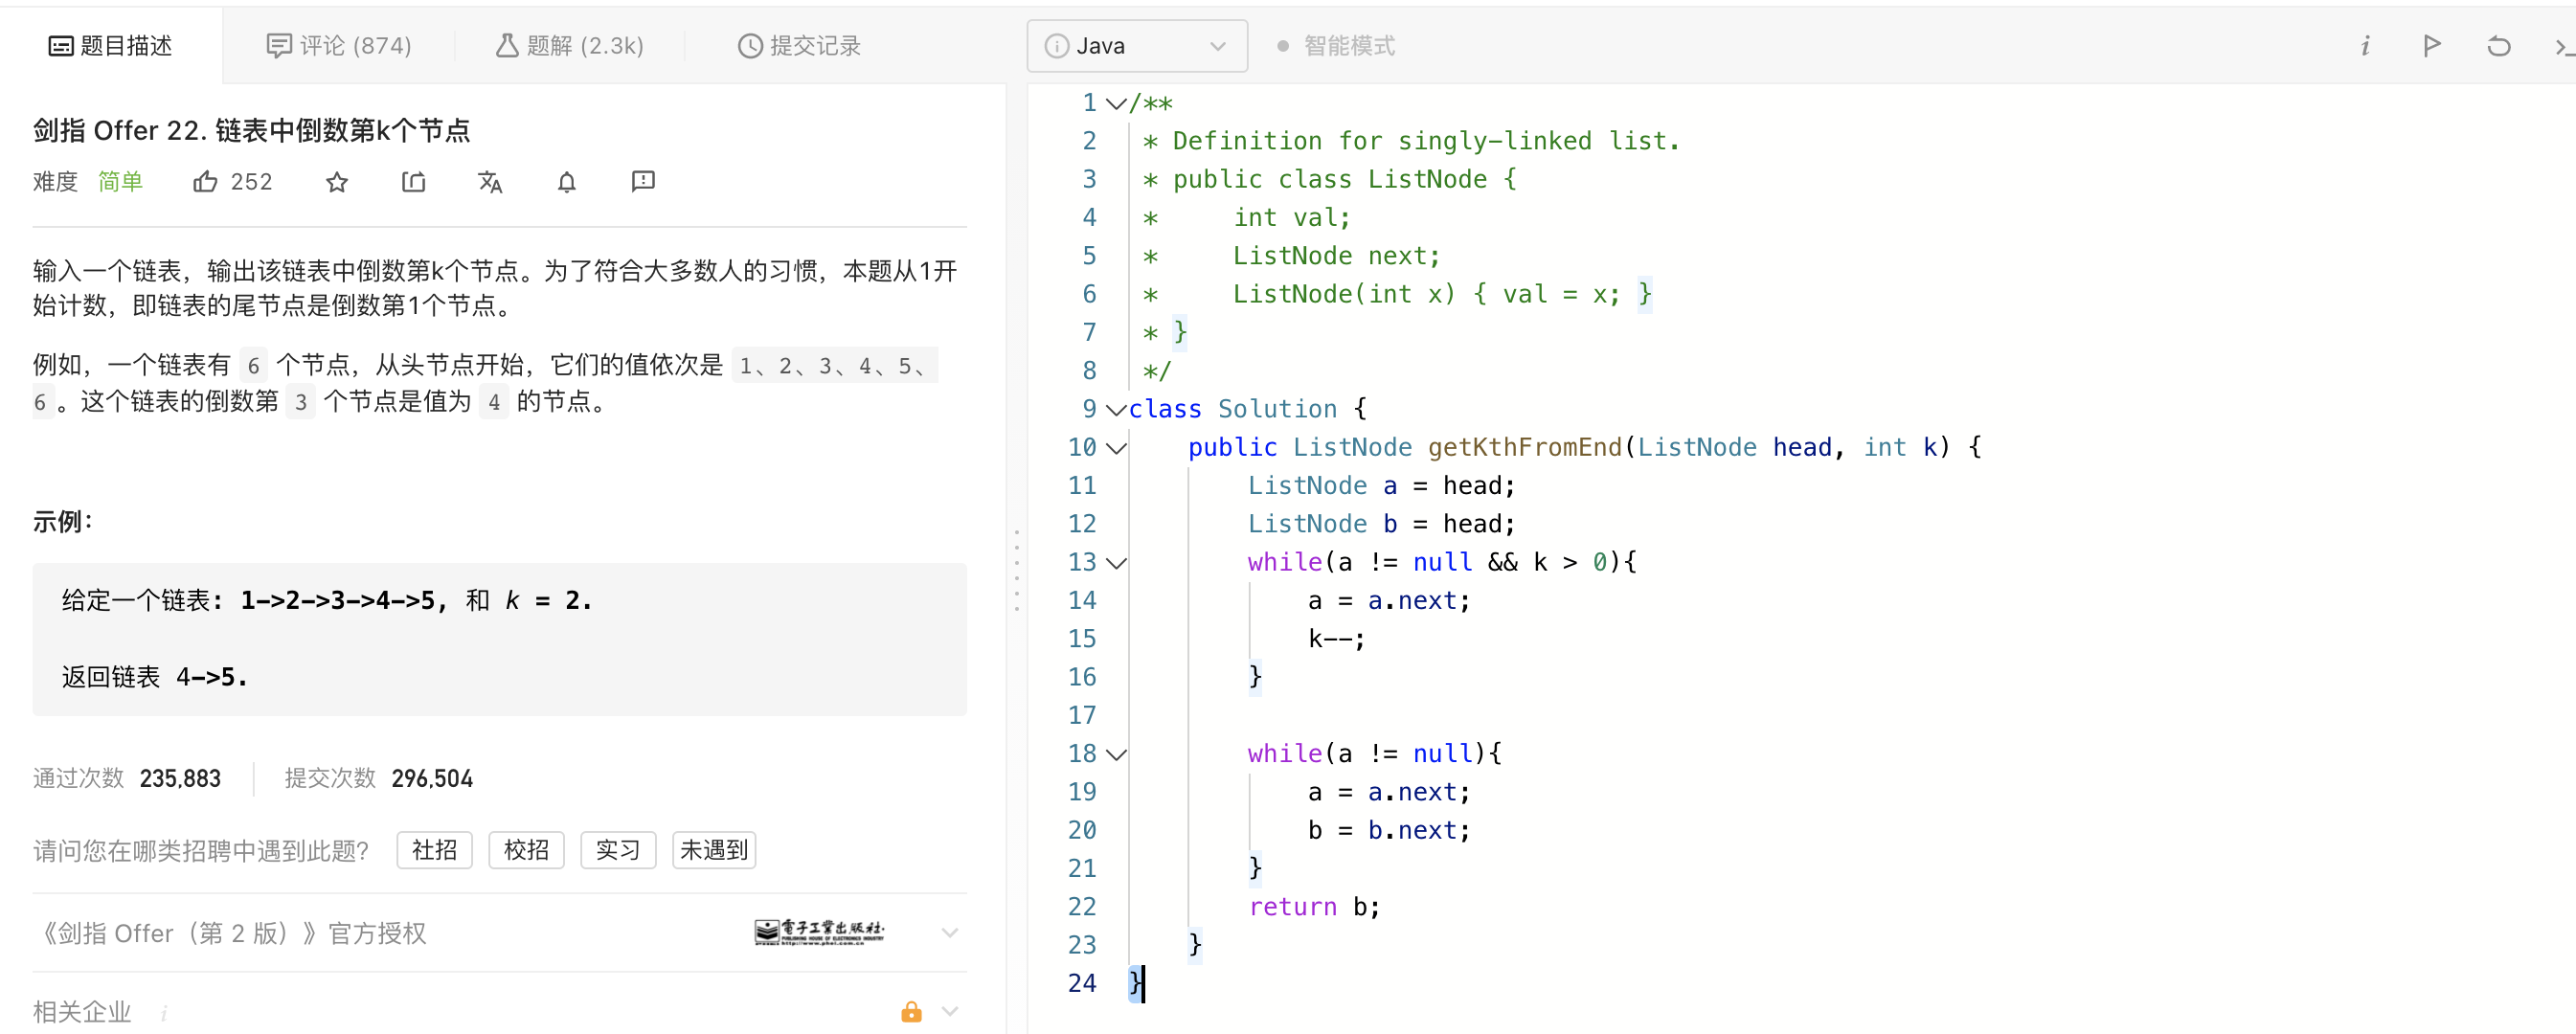 题目描述
评论 (874)
题解 (2.3k)
提交记录
剑指 Offer 22. 链表中倒数第k个节点
难度 简单 252
输入一个链表，输出该链表中倒数第k个节点。为了符合大多数人的习惯，本题从1开
始计数，即链表的尾节点是倒数第1个节点。
例如，一个链表有 6 个节点，从头节点开始，它们的值依次是 1、2、3、4、5、
6 。这个链表的倒数第 3 个节点是值为 4 的节点。
示例：
给定一个链表: 1->2->3->4->5, 和 k = 2.
返回链表 4->5.
通过次数 235,883 提交次数 296,504
请问您在哪类招聘中遇到此题？ 社招 校招 实习 未遇到
《剑指 Offer（第 2 版）》官方授权
電子工業出版社
PUBLISHING HOUSE OF ELECTRONICS INDUSTRY
http://www.phei.com.cn
相关企业 i
Java
智能模式
1 /**
2 * Definition for singly-linked list.
3 * public class ListNode {
4 *     int val;
5 *     ListNode next;
6 *     ListNode(int x) { val = x; }
7 * }
8 */
9 class Solution {
10     public ListNode getKthFromEnd(ListNode head, int k) {
11         ListNode a = head;
12         ListNode b = head;
13         while(a != null && k > 0){
14             a = a.next;
15             k--;
16         }
17
18         while(a != null){
19             a = a.next;
20             b = b.next;
21         }
22         return b;
23     }
24 }